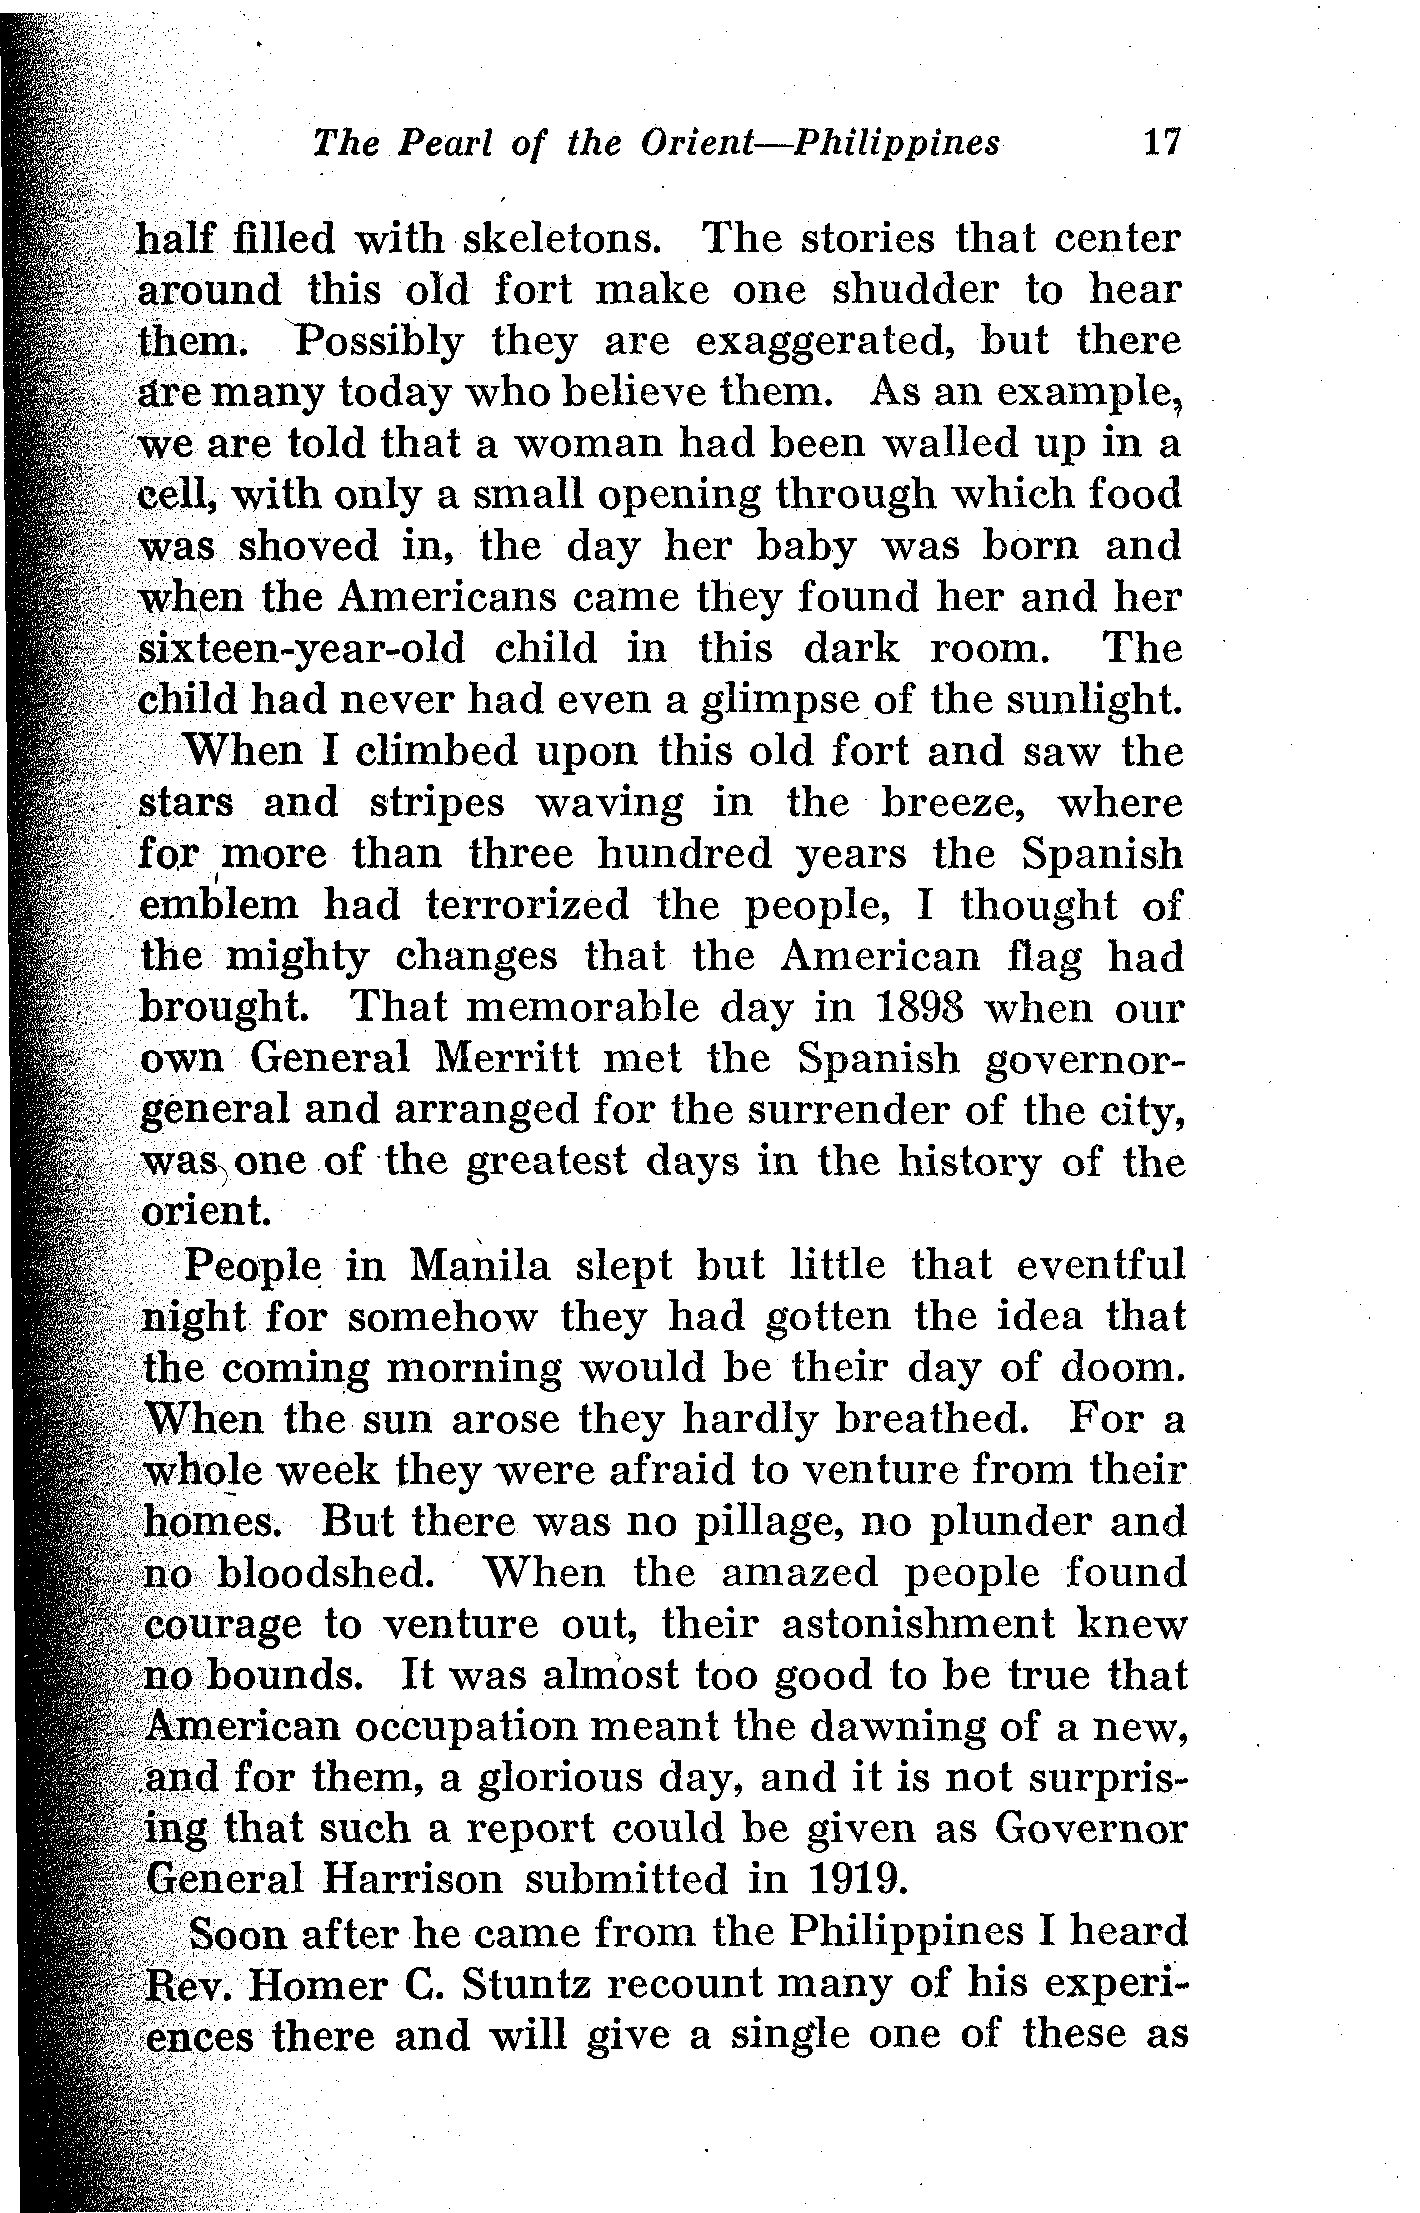 The Pearl of the Orient—Philippines 17
half filled with skeletons. The stories that center
around this old fort make one shudder to hear
them. Possibly they are exaggerated, but there
are many today who believe them. As an example,
we are told that a woman had been walled up in a
cell, with only a small opening through which food
was shoved in, the day her baby was born and
when the Americans came they found her and her
sixteen-year-old child in this dark room. The
child had never had even a glimpse of the sunlight.
When I climbed upon this old fort and saw the
stars and stripes waving in the breeze, where
for more than three hundred years the Spanish
emblem had terrorized the people, I thought of
the mighty changes that the American flag had
brought. That memorable day in 1898 when our
own General Merritt met the Spanish governor-
general and arranged for the surrender of the city,
was one of the greatest days in the history of the
orient.
People in Manila slept but little that eventful
night for somehow they had gotten the idea that
the coming morning would be their day of doom.
When the sun arose they hardly breathed. For a
whole week they were afraid to venture from their
homes. But there was no pillage, no plunder and
no bloodshed. When the amazed people found
courage to venture out, their astonishment knew
no bounds. It was almost too good to be true that
American occupation meant the dawning of a new,
and for them, a glorious day, and it is not surpris-
ing that such a report could be given as Governor
General Harrison submitted in 1919.
Soon after he came from the Philippines I heard
Rev. Homer C. Stuntz recount many of his experi-
ences there and will give a single one of these as